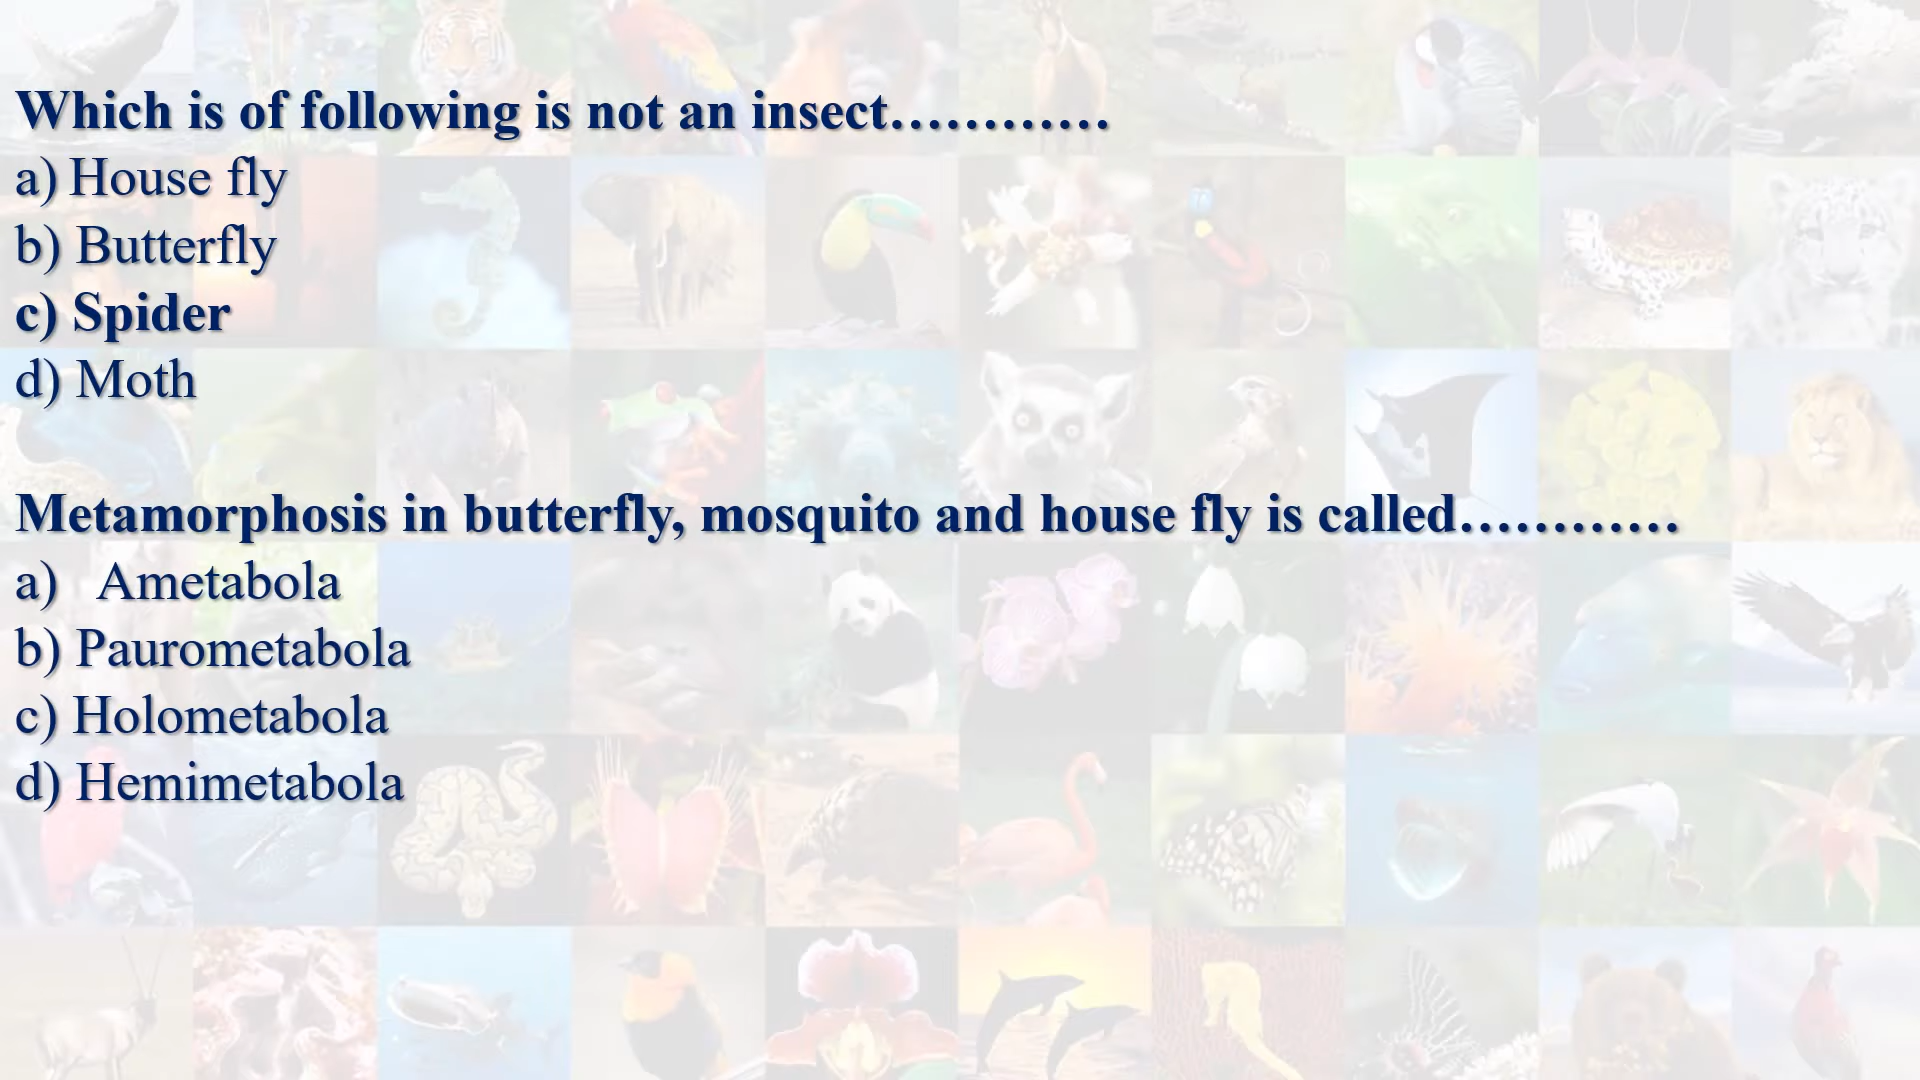 Which is of following is not an insect…………
a) House fly
b) Butterfly
c) Spider
d) Moth
Metamorphosis in butterfly, mosquito and house fly is called…………
a) Ametabola
b) Paurometabola
c) Holometabola
d) Hemimetabola